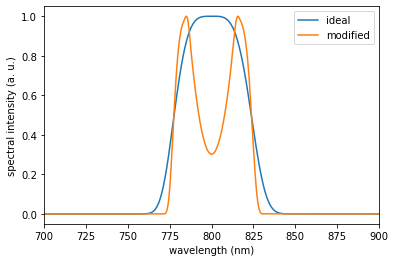 1.0
0.8
0.6
0.4
0.2
0.0
spectral intensity (a. u.)
ideal
modified
700 725 750 775 800 825 850 875 900
wavelength (nm)